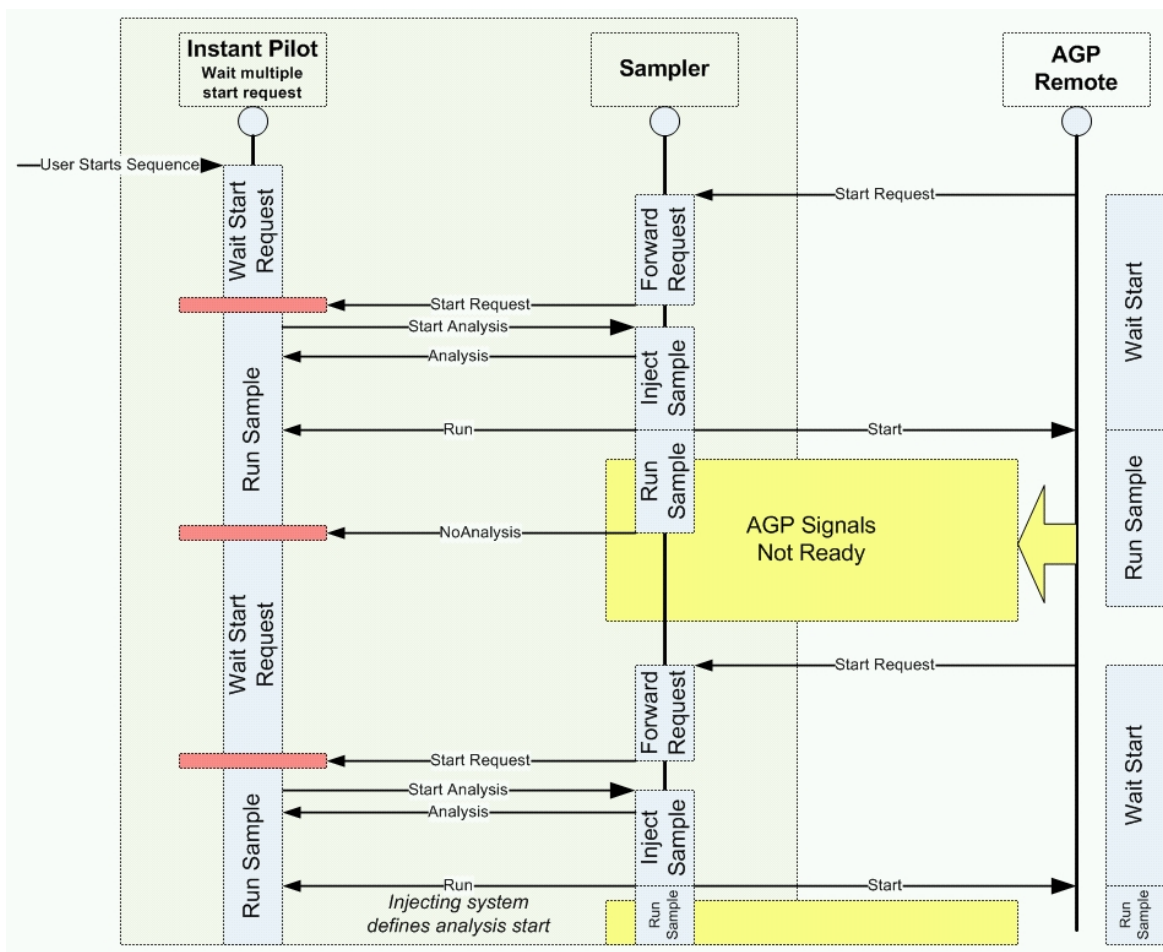 Instant Pilot
Wait multiple
start request
Sampler
AGP
Remote
User Starts Sequence
Wait Start
Request
Start Request
Forward
Request
Wait Start
Start Request
Start Analysis
Analysis
Inject
Sample
Run Sample
Run
Start
Run
Sample
AGP Signals
Not Ready
Run Sample
NoAnalysis
Wait Start
Request
Start Request
Forward
Request
Wait Start
Start Request
Start Analysis
Analysis
Inject
Sample
Run Sample
Run
Start
Injecting system
defines analysis start
Run
Sample
Run
Sample